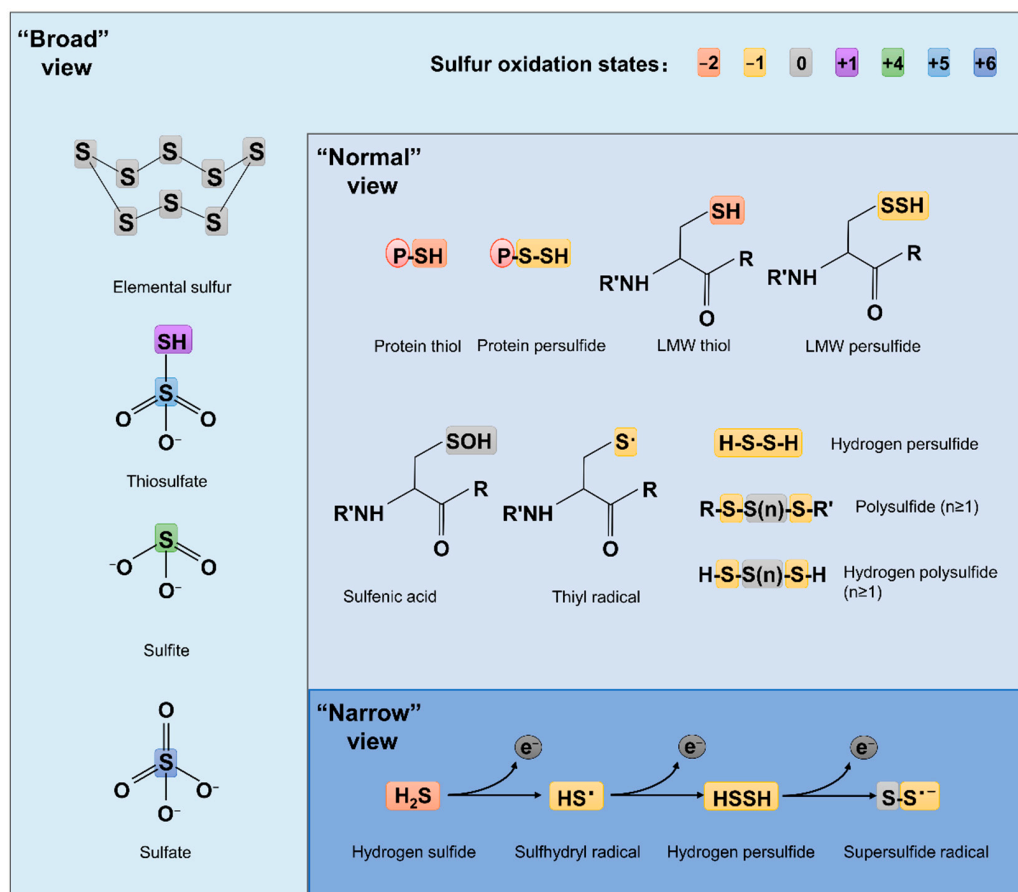 “Broad”
view
Sulfur oxidation states:
−2 −1 0 +1 +4 +5 +6
S S S S S
S S S
Elemental sulfur
SH
S
O O
O⁻
Thiosulfate
S
⁻O O
O⁻
Sulfite
O
S
O O⁻
O⁻
Sulfate
“Normal”
view
P-SH
Protein thiol
P-S-SH
Protein persulfide
SH
R
R'NH
O
LMW thiol
SSH
R
R'NH
O
LMW persulfide
SOH
R
R'NH
O
Sulfenic acid
S·
R
R'NH
O
Thiyl radical
H-S-S-H Hydrogen persulfide
R-S-S(n)-S-R' Polysulfide (n≥1)
H-S-S(n)-S-H Hydrogen polysulfide
(n≥1)
“Narrow”
view
e⁻ e⁻ e⁻
H₂S HS· HSSH S-S·⁻
Hydrogen sulfide Sulfhydryl radical Hydrogen persulfide Supersulfide radical